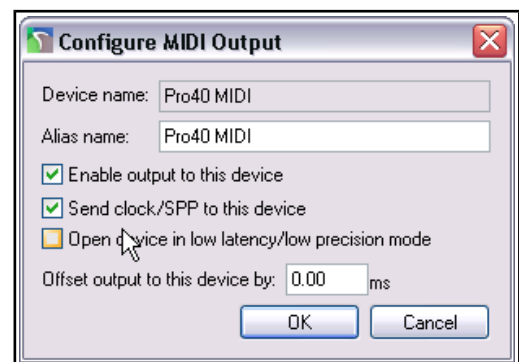 Configure MIDI Output
Device name: Pro40 MIDI
Alias name: Pro40 MIDI
Enable output to this device
Send clock/SPP to this device
Open device in low latency/low precision mode
Offset output to this device by: 0.00 ms
OK Cancel